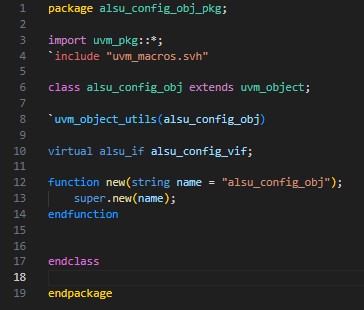 1 package alsu_config_obj_pkg;
2
3 import uvm_pkg::*;
4 `include "uvm_macros.svh"
5
6 class alsu_config_obj extends uvm_object;
7
8 `uvm_object_utils(alsu_config_obj)
9
10 virtual alsu_if alsu_config_vif;
11
12 function new(string name = "alsu_config_obj");
13     super.new(name);
14 endfunction
15
16
17 endclass
18
19 endpackage